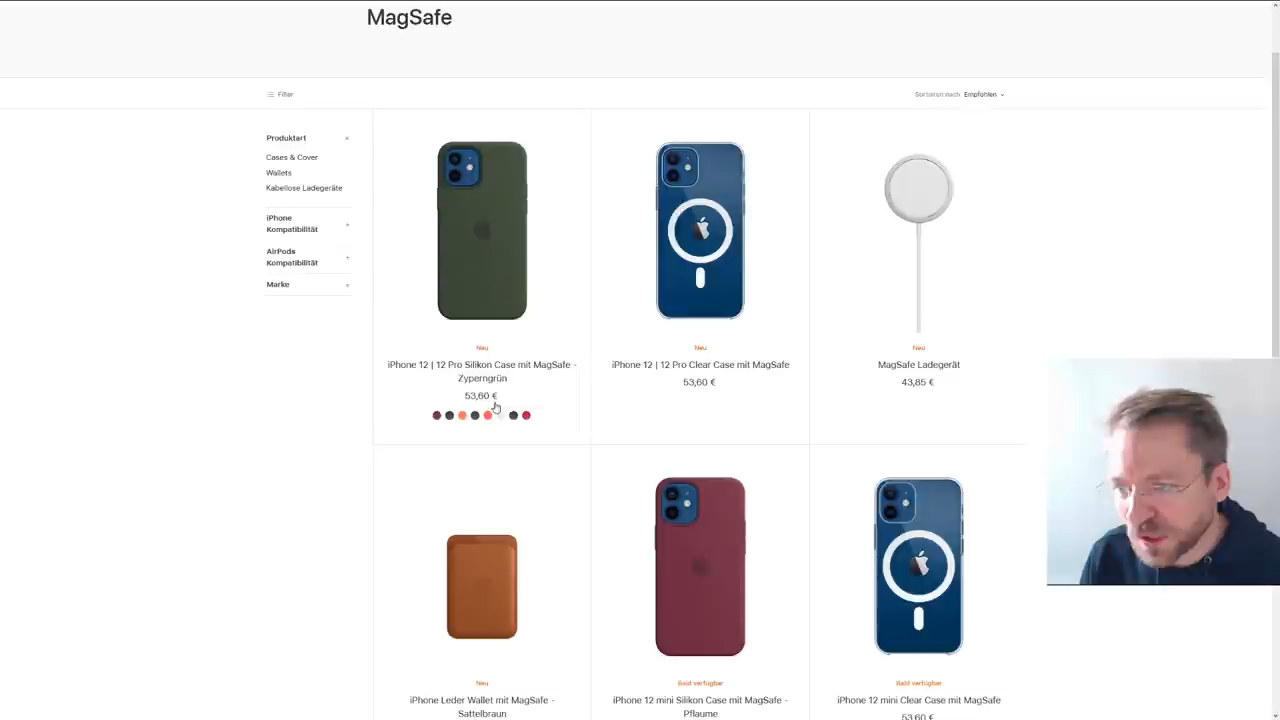 MagSafe
Filter
Sortieren nach Empfohlen
Produktart
Cases & Cover
Wallets
Kabellose Ladegeräte
iPhone
Kompatibilität
AirPods
Kompatibilität
Marke
Neu
iPhone 12 | 12 Pro Silikon Case mit MagSafe -
Zyperngrün
53,60 €
Neu
iPhone 12 | 12 Pro Clear Case mit MagSafe
53,60 €
Neu
MagSafe Ladegerät
43,85 €
Neu
iPhone Leder Wallet mit MagSafe -
Sattelbraun
Bald verfügbar
iPhone 12 mini Silikon Case mit MagSafe -
Pflaume
Bald verfügbar
iPhone 12 mini Clear Case mit MagSafe
53,60 €